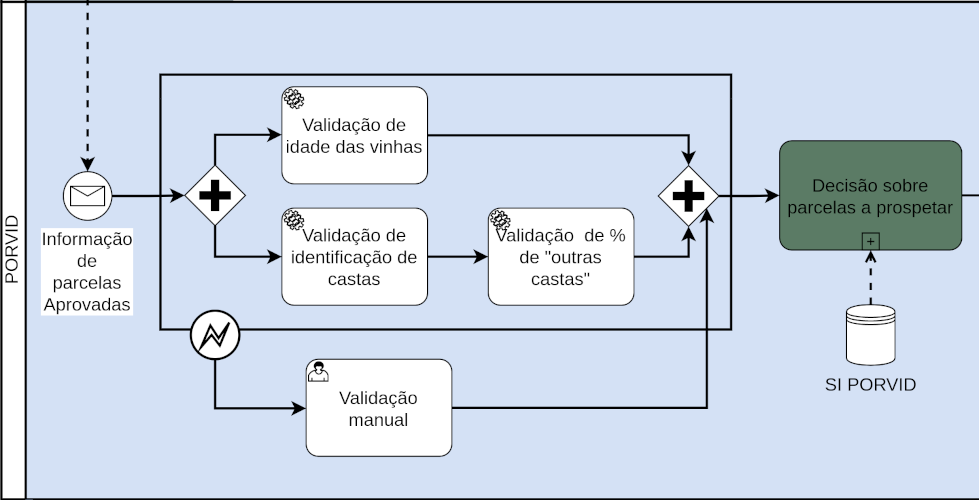 PORVID
Informação
de
parcelas
Aprovadas
Validação de
idade das vinhas
Validação de
identificação de
castas
Validação de %
de "outras
castas"
Validação
manual
Decisão sobre
parcelas a prospetar
SI PORVID